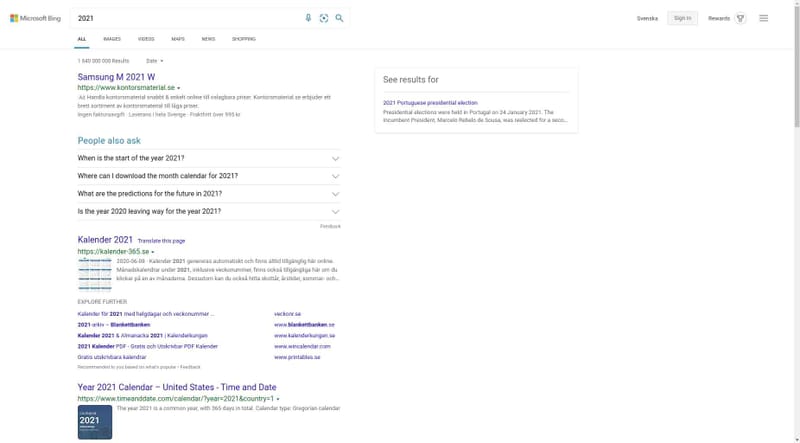 Microsoft Bing
2021
Svenska
Sign in
Rewards
ALL IMAGES VIDEOS MAPS NEWS SHOPPING
1 640 000 000 Results Date
Samsung M 2021 W
https://www.kontorsmaterial.se
Ad Handla kontorsmaterial snabbt & enkelt online till oslagbara priser. Kontorsmaterial.se erbjuder ett
brett sortiment av kontorsmaterial till låga priser.
Ingen fakturaavgift · Leverans i hela Sverige · Fraktfritt över 995 kr
See results for
2021 Portuguese presidential election
Presidential elections were held in Portugal on 24 January 2021. The
incumbent President, Marcelo Rebelo de Sousa, was reelected for a seco…
People also ask
When is the start of the year 2021?
Where can I download the month calendar for 2021?
What are the predictions for the future in 2021?
Is the year 2020 leaving way for the year 2021?
Feedback
Kalender 2021 Translate this page
https://kalender-365.se
2020-06-08 · Kalender 2021 genereras automatiskt och finns alltid tillgänglig här online.
Månadskalendrar under 2021, inklusive veckonummer, finns också tillgängliga här om du
klickar på en av månaderna. Dessutom kan du också hitta skottår, årstider, sommar- och…
EXPLORE FURTHER
Kalender för 2021 med helgdagar och veckonummer … veckonr.se
2021 arkiv – Blankettbanken www.blankettbanken.se
Kalender 2021 & Almanacka 2021 | Kalenderkungen www.kalenderkungen.se
2021 Kalender PDF - Gratis och Utskrivbar PDF Kalender www.wincalendar.com
Gratis utskrivbara kalendrar www.printables.se
Recommended to you based on what's popular • Feedback
Year 2021 Calendar – United States - Time and Date
https://www.timeanddate.com/calendar/?year=2021&country=1
The year 2021 is a common year, with 365 days in total. Calendar type: Gregorian calendar
2021